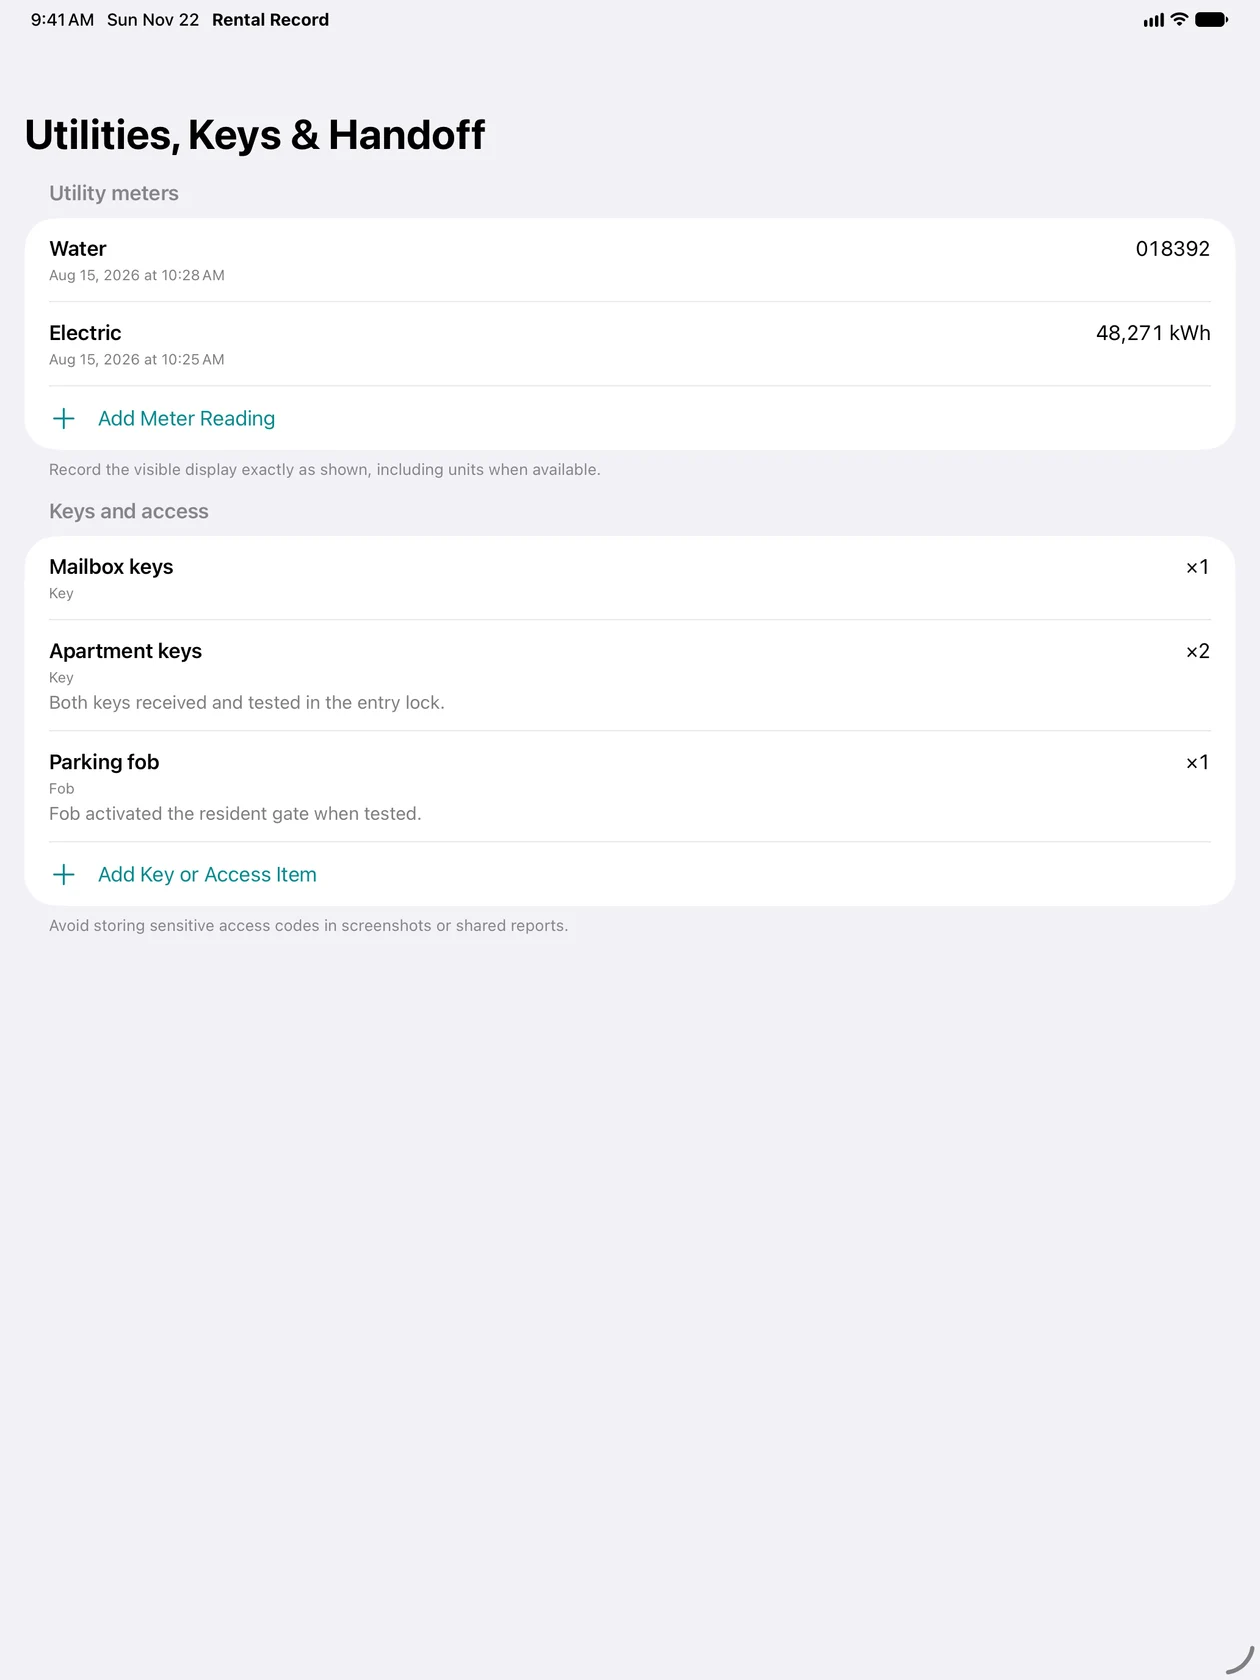 9:41 AM Sun Nov 22 Rental Record
Utilities, Keys & Handoff
Utility meters
Water 018392
Aug 15, 2026 at 10:28 AM
Electric 48,271 kWh
Aug 15, 2026 at 10:25 AM
Add Meter Reading
Record the visible display exactly as shown, including units when available.
Keys and access
Mailbox keys ×1
Key
Apartment keys ×2
Key
Both keys received and tested in the entry lock.
Parking fob ×1
Fob
Fob activated the resident gate when tested.
Add Key or Access Item
Avoid storing sensitive access codes in screenshots or shared reports.